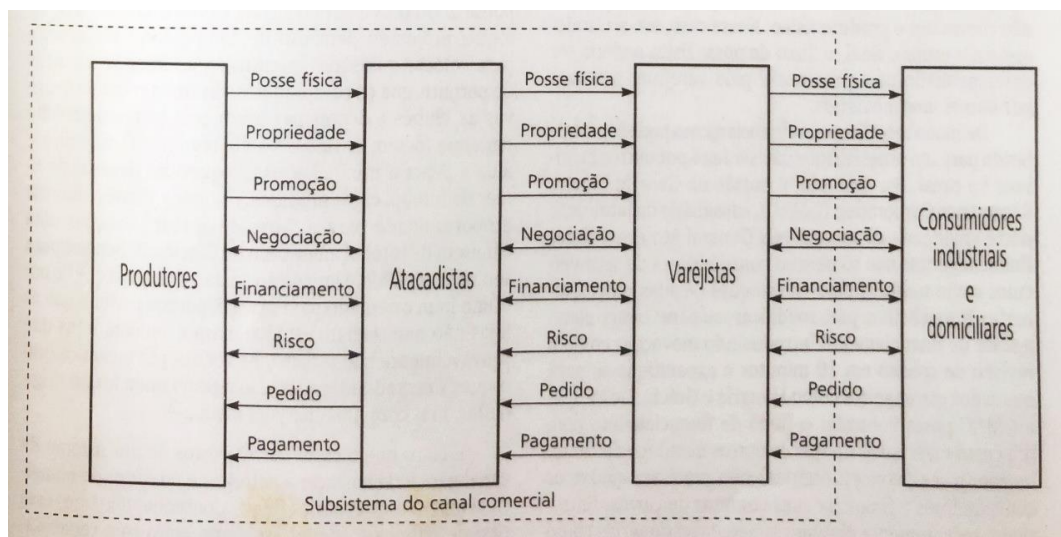 Posse física
Posse física
Posse física
Propriedade
Propriedade
Propriedade
Promoção
Promoção
Promoção
Negociação
Negociação
Negociação
Produtores
Atacadistas
Varejistas
Consumidores
industriais
e
domiciliares
Financiamento
Financiamento
Financiamento
Risco
Risco
Risco
Pedido
Pedido
Pedido
Pagamento
Pagamento
Pagamento
Subsistema do canal comercial